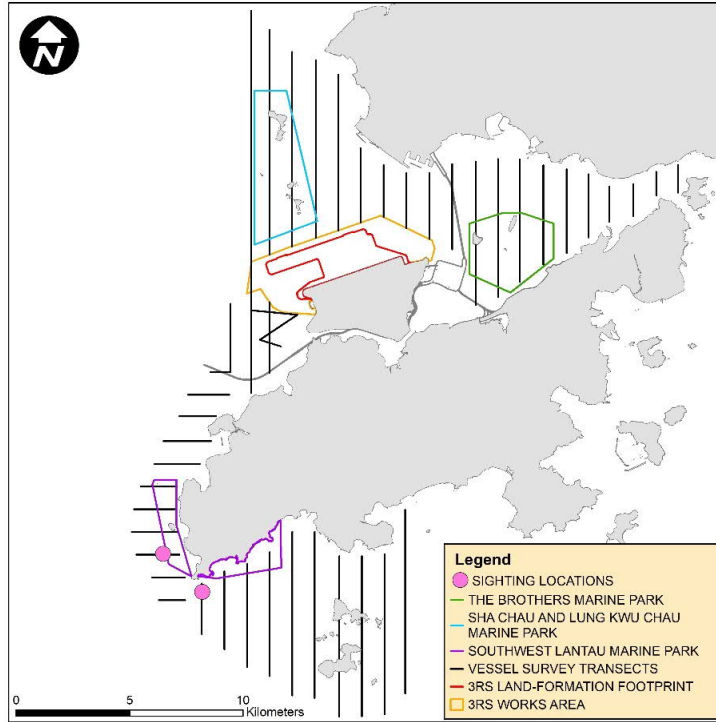 N
Legend
SIGHTING LOCATIONS
THE BROTHERS MARINE PARK
SHA CHAU AND LUNG KWU CHAU
MARINE PARK
SOUTHWEST LANTAU MARINE PARK
VESSEL SURVEY TRANSECTS
3RS LAND-FORMATION FOOTPRINT
3RS WORKS AREA
0 5 10
Kilometers